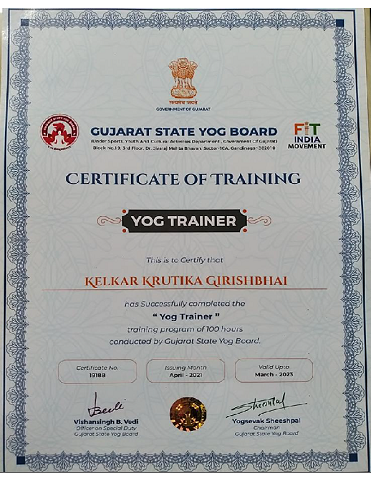 GOVERNMENT OF GUJARAT
GUJARAT STATE YOG BOARD
FIT
INDIA
MOVEMENT
CERTIFICATE OF TRAINING
YOG TRAINER
This is to Certify that
KELKAR KRUTIKA GIRISHBHAI
has Successfully completed the
“ Yog Trainer ”
training program of 100 hours
conducted by Gujarat State Yog Board.
Certificate No.
Issuing Month
April - 2021
Valid Upto
March - 2023
Vishansingh B. Vedi
Officer on Special Duty
Gujarat State Yog Board
Yogsevak Sheeshpal
Chairman
Gujarat State Yog Board